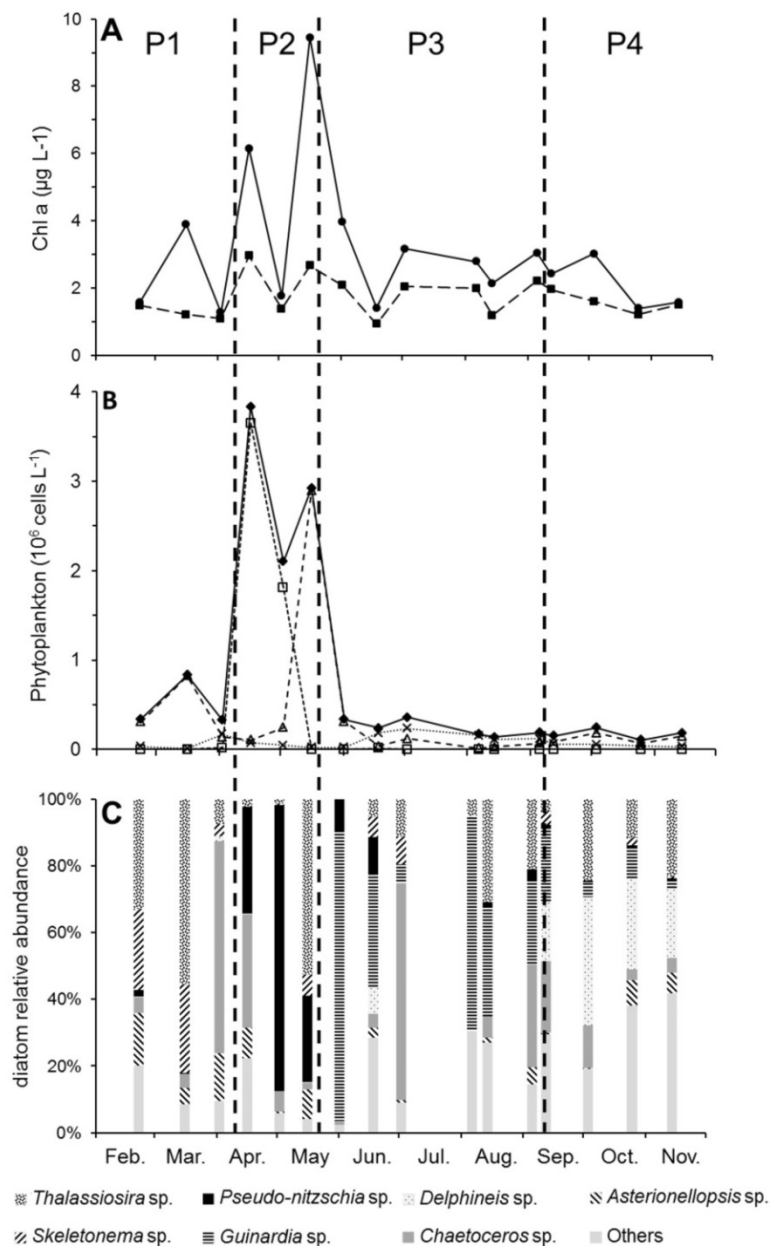 A
P1 P2 P3 P4
10
8
6
4
2
0
Chl a (µg L-1)
B
4
3
2
1
0
Phytoplankton (10⁶ cells L⁻¹)
C
100%
80%
60%
40%
20%
0%
diatom relative abundance
Feb. Mar. Apr. May Jun. Jul. Aug. Sep. Oct. Nov.
Thalassiosira sp. Pseudo-nitzschia sp. Delphineis sp. Asterionellopsis sp.
Skeletonema sp. Guinardia sp. Chaetoceros sp. Others